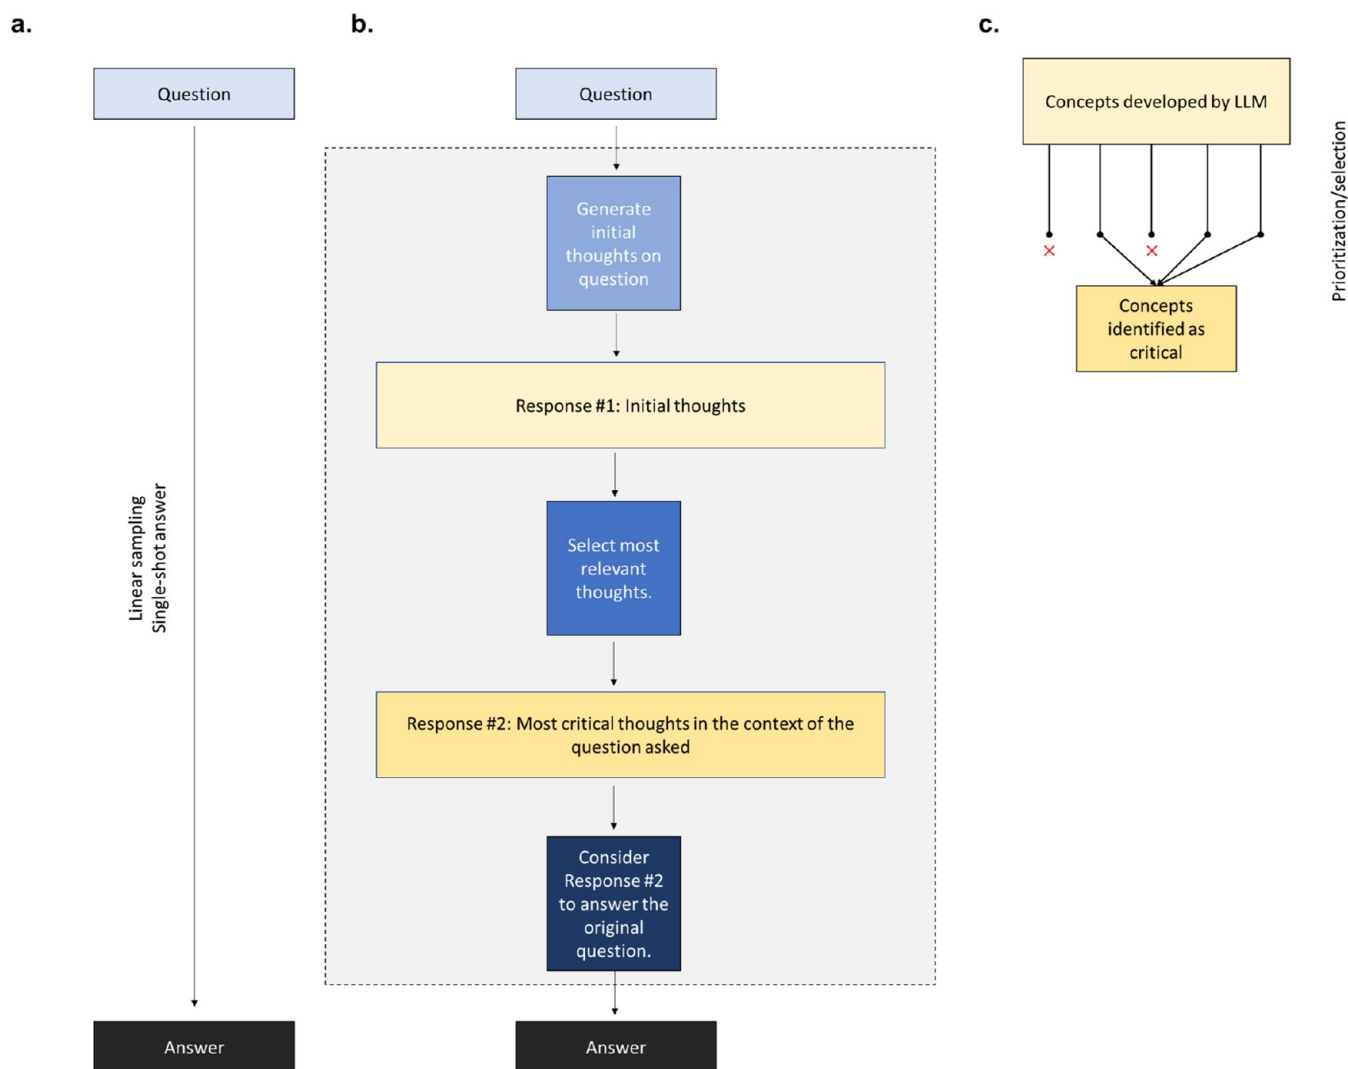 a.
Question
Linear sampling
Single-shot answer
Answer
b.
Question
Generate
initial
thoughts on
question
Response #1: Initial thoughts
Select most
relevant
thoughts.
Response #2: Most critical thoughts in the context of the
question asked
Consider
Response #2
to answer the
original
question.
Answer
c.
Concepts developed by LLM
Concepts
identified as
critical
Prioritization/selection